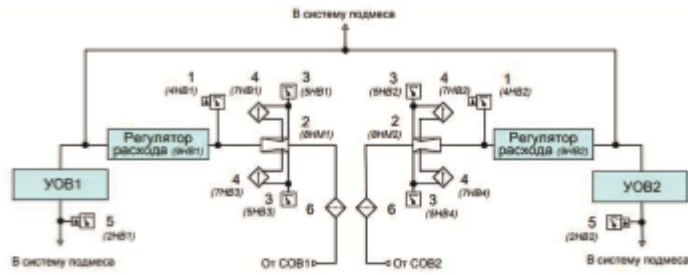 В систему подмеса
1
(4НВ1)
4
(7НВ1)
3
(5НВ1)
3
(5НВ2)
4
(7НВ2)
1
(4НВ2)
2
(8НМ1)
2
(8НМ2)
Регулятор
расхода (9НВ1)
Регулятор
расхода (9НВ2)
4
(7НВ3)
3
(5НВ3)
4
(7НВ4)
3
(5НВ4)
УОВ1
УОВ2
5
(2НВ1)
6
6
5
(2НВ2)
В систему подмеса
От СОВ1
От СОВ2
В систему подмеса